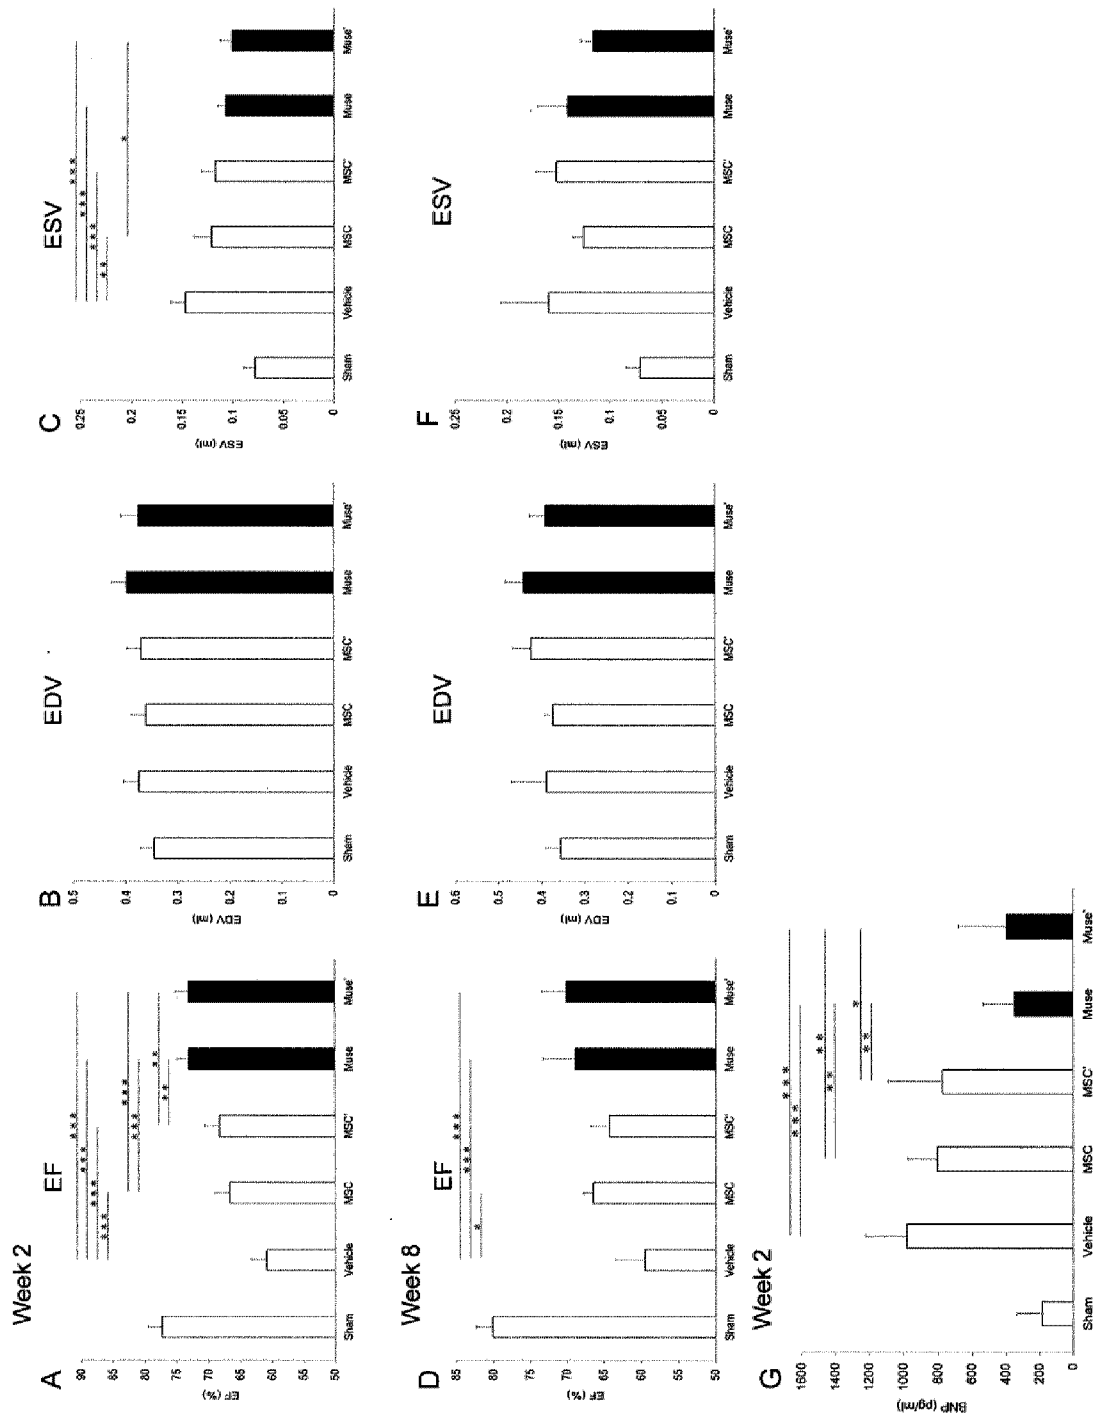 Week 2
A
EF
***
***
***
***
***
***
**
**
90
85
80
75
70
65
60
55
50
EF (%)
Sham Vehicle MSC MSC' Muse Muse'
B
EDV
0.5
0.4
0.3
0.2
0.1
0
EDV (ml)
Sham Vehicle MSC MSC' Muse Muse'
C
ESV
***
***
***
**
*
0.25
0.2
0.15
0.1
0.05
0
ESV (ml)
Sham Vehicle MSC MSC' Muse Muse'
Week 8
D
EF
***
***
*
85
80
75
70
65
60
55
50
EF (%)
Sham Vehicle MSC MSC' Muse Muse'
E
EDV
0.6
0.5
0.4
0.3
0.2
0.1
0
EDV (ml)
Sham Vehicle MSC MSC' Muse Muse'
F
ESV
0.25
0.2
0.15
0.1
0.05
0
ESV (ml)
Sham Vehicle MSC MSC' Muse Muse'
Week 2
G
***
***
**
**
*
**
1600
1400
1200
1000
800
600
400
200
0
BNP (pg/ml)
Sham Vehicle MSC MSC' Muse Muse'